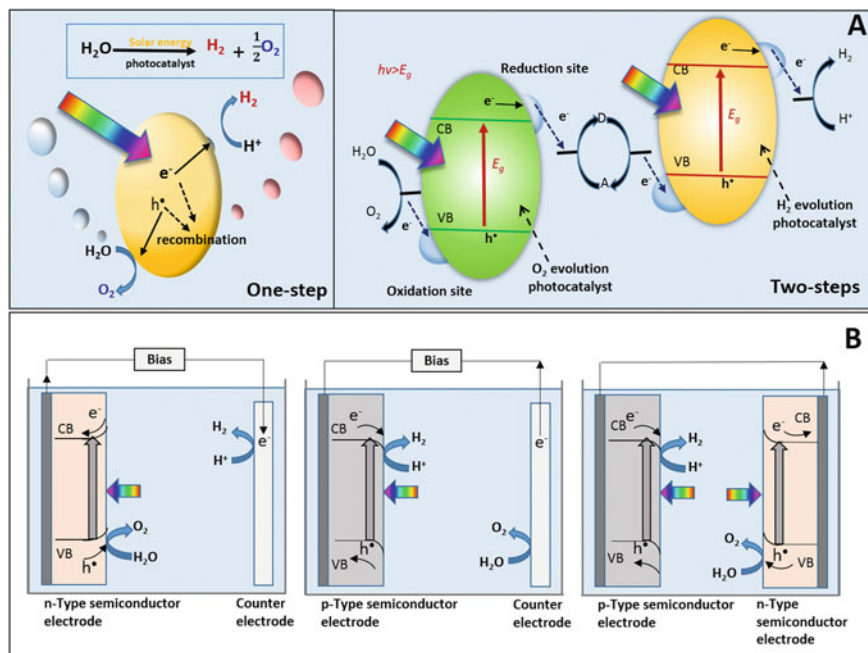 A
H₂O Solar energy photocatalyst H₂ + 1/2 O₂
H₂
H⁺
e⁻
h•
recombination
H₂O
O₂
One-step
hv>Eg
Reduction site
e⁻
CB
e⁻
D
A
Eg
H₂O
O₂
e⁻
VB
h•
Oxidation site
O₂ evolution
photocatalyst
e⁻
CB
e⁻
H₂
H⁺
Eg
VB
h•
e⁻
H₂ evolution
photocatalyst
Two-steps
B
Bias
e⁻
CB
VB
h•
O₂
H₂O
H₂
H⁺
e⁻
n-Type semiconductor
electrode
Counter
electrode
Bias
CB
e⁻
H₂
H⁺
h•
VB
e⁻
O₂
H₂O
p-Type semiconductor
electrode
Counter
electrode
CB
e⁻
H₂
H⁺
h•
VB
e⁻
CB
O₂
H₂O
h•
VB
p-Type semiconductor
electrode
n-Type
semiconductor
electrode